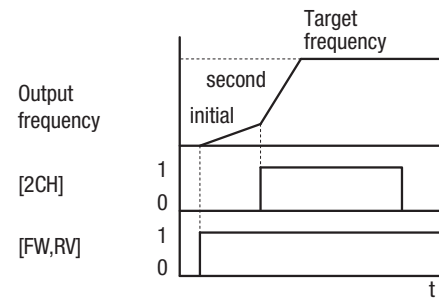 Target
frequency
second
Output
frequency
initial
[2CH]
1
0
[FW,RV]
1
0
t